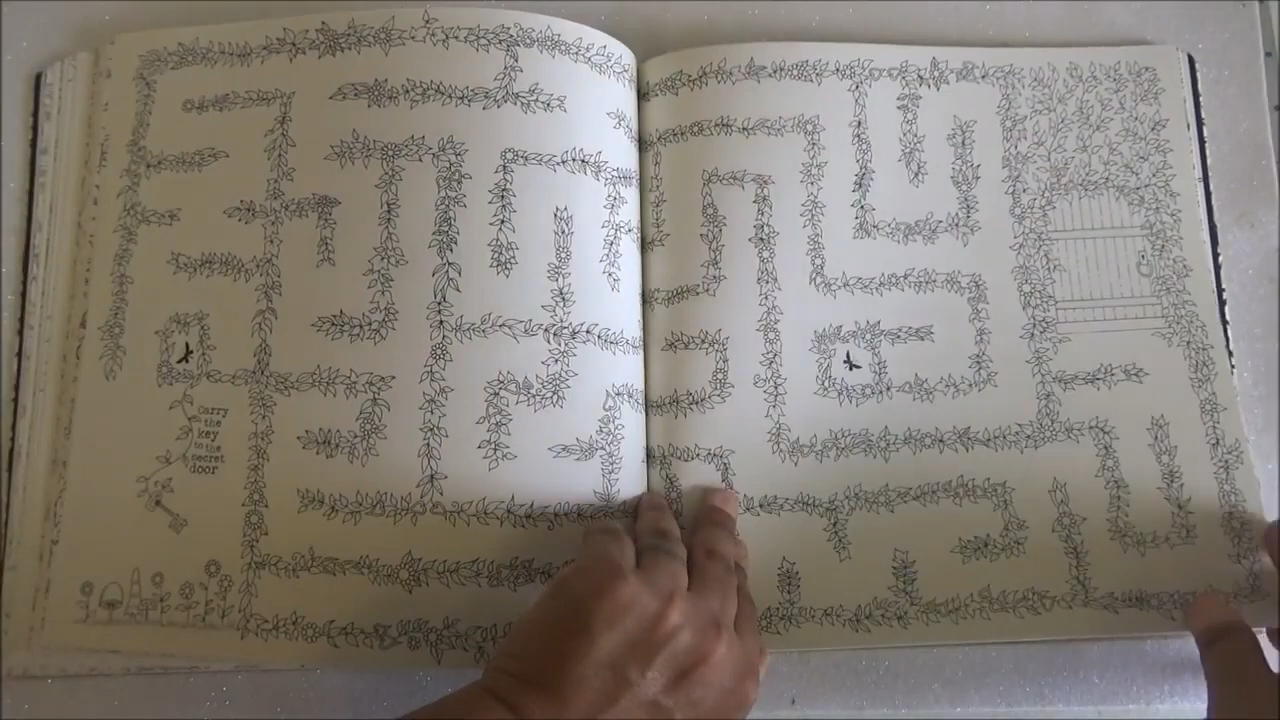 Carry
the
key
to the
secret
door